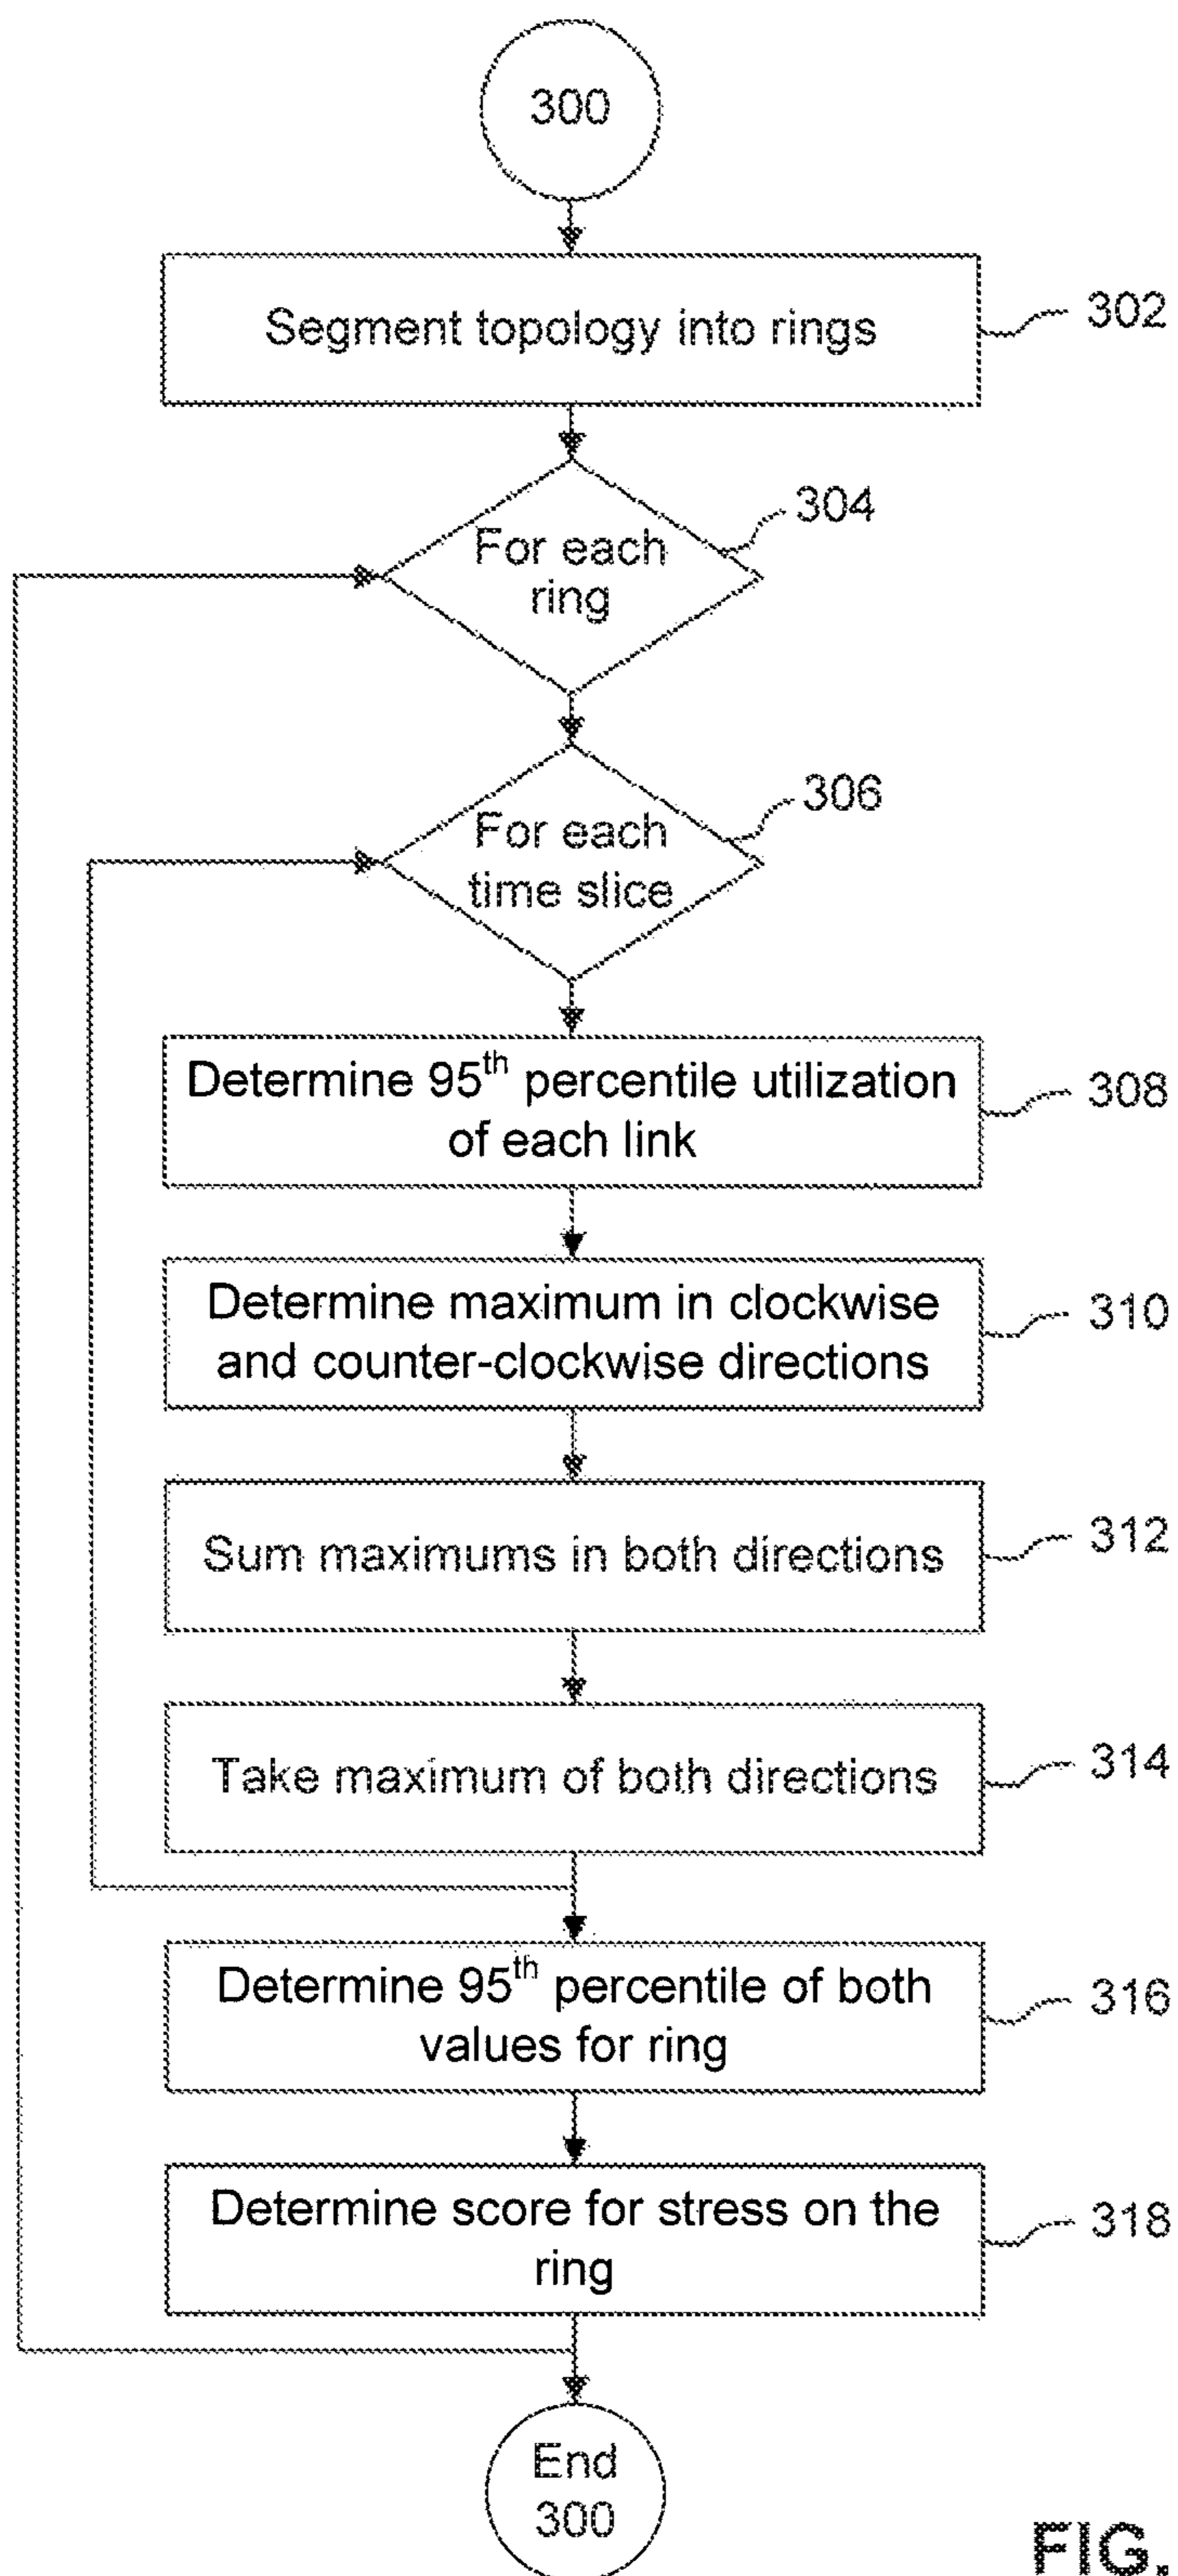 300
Segment topology into rings
302
304
For each
ring
306
For each
time slice
Determine 95th percentile utilization
of each link
308
Determine maximum in clockwise
and counter-clockwise directions
310
Sum maximums in both directions
312
Take maximum of both directions
314
Determine 95th percentile of both
values for ring
316
Determine score for stress on the
ring
318
End
300
FIG.